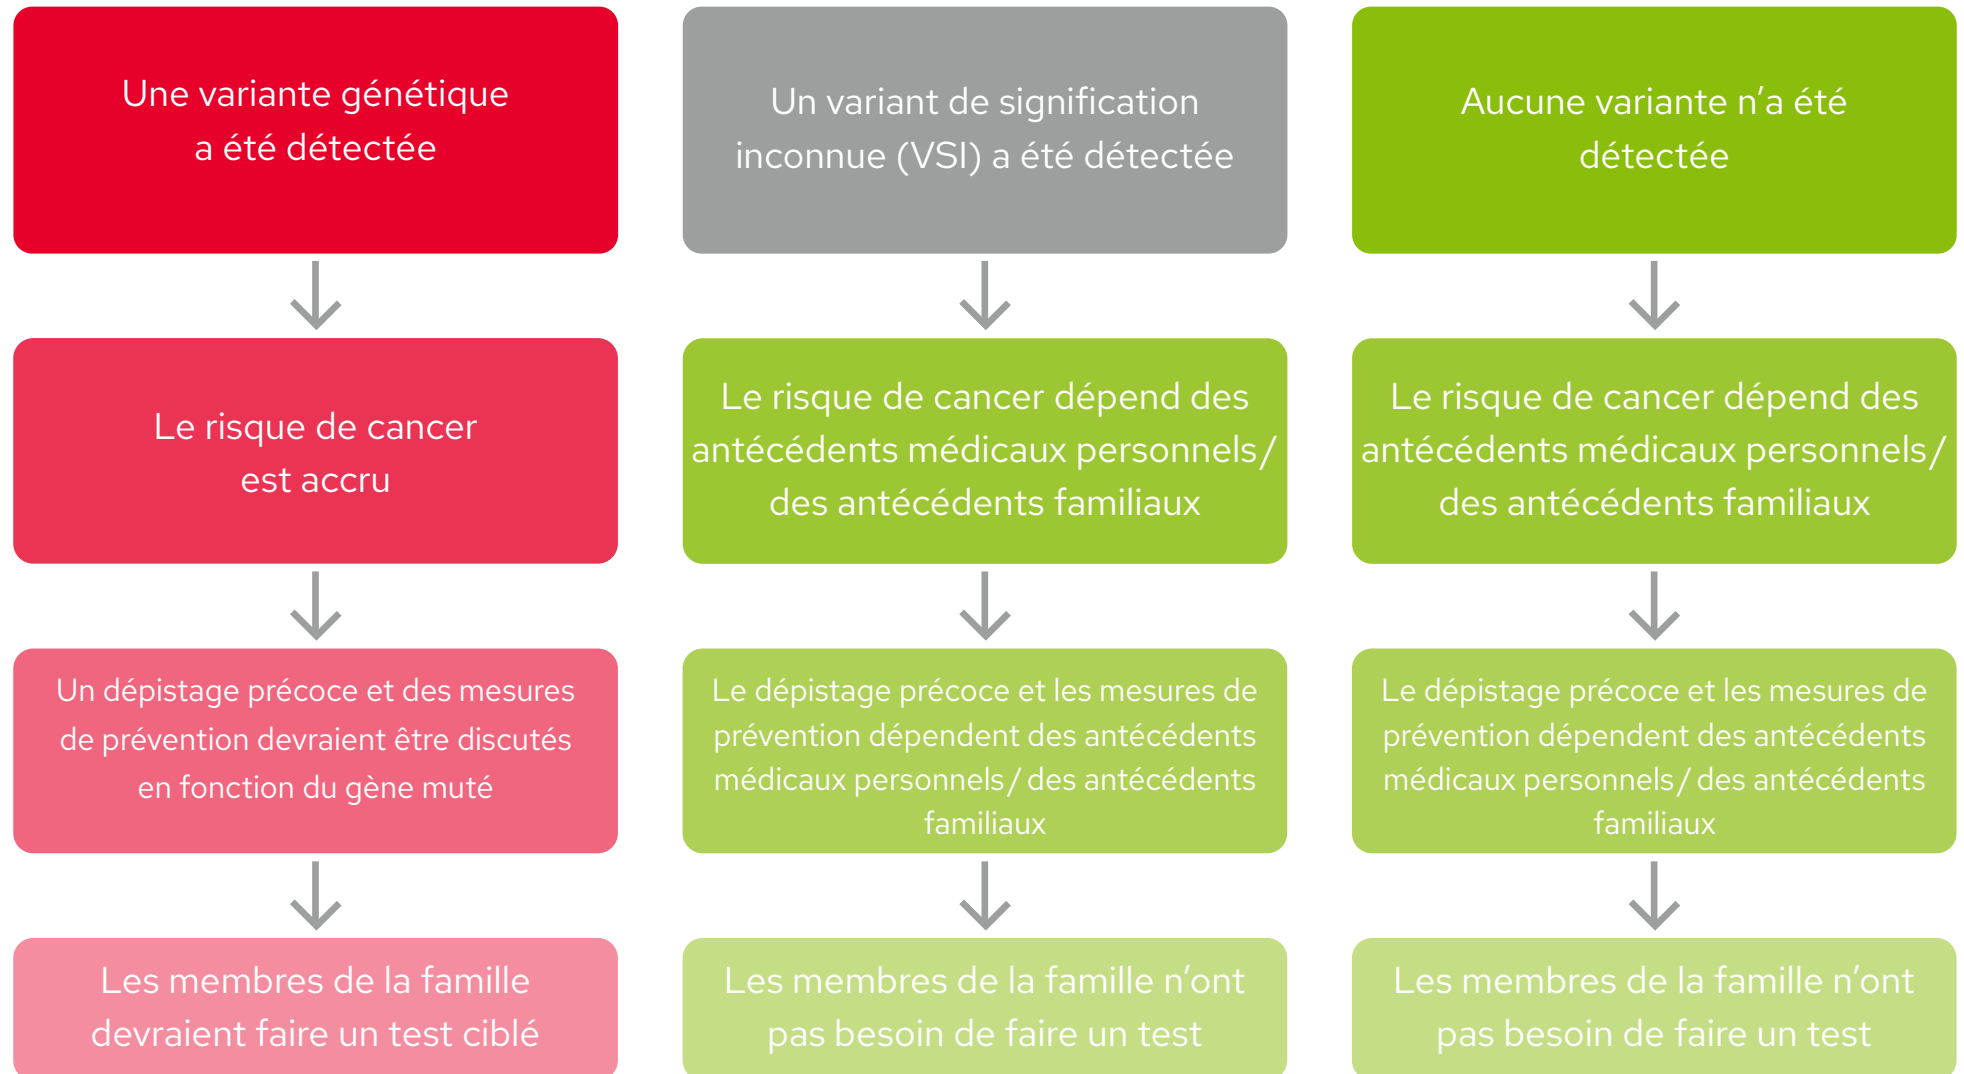 Une variante génétique
a été détectée
Le risque de cancer
est accru
Un dépistage précoce et des mesures
de prévention devraient être discutés
en fonction du gène muté
Les membres de la famille
devraient faire un test ciblé
Un variant de signification
inconnue (VSI) a été détectée
Le risque de cancer dépend des
antécédents médicaux personnels/
des antécédents familiaux
Le dépistage précoce et les mesures de
prévention dépendent des antécédents
médicaux personnels/ des antécédents
familiaux
Les membres de la famille n’ont
pas besoin de faire un test
Aucune variante n’a été
détectée
Le risque de cancer dépend des
antécédents médicaux personnels/
des antécédents familiaux
Le dépistage précoce et les mesures de
prévention dépendent des antécédents
médicaux personnels/ des antécédents
familiaux
Les membres de la famille n’ont
pas besoin de faire un test